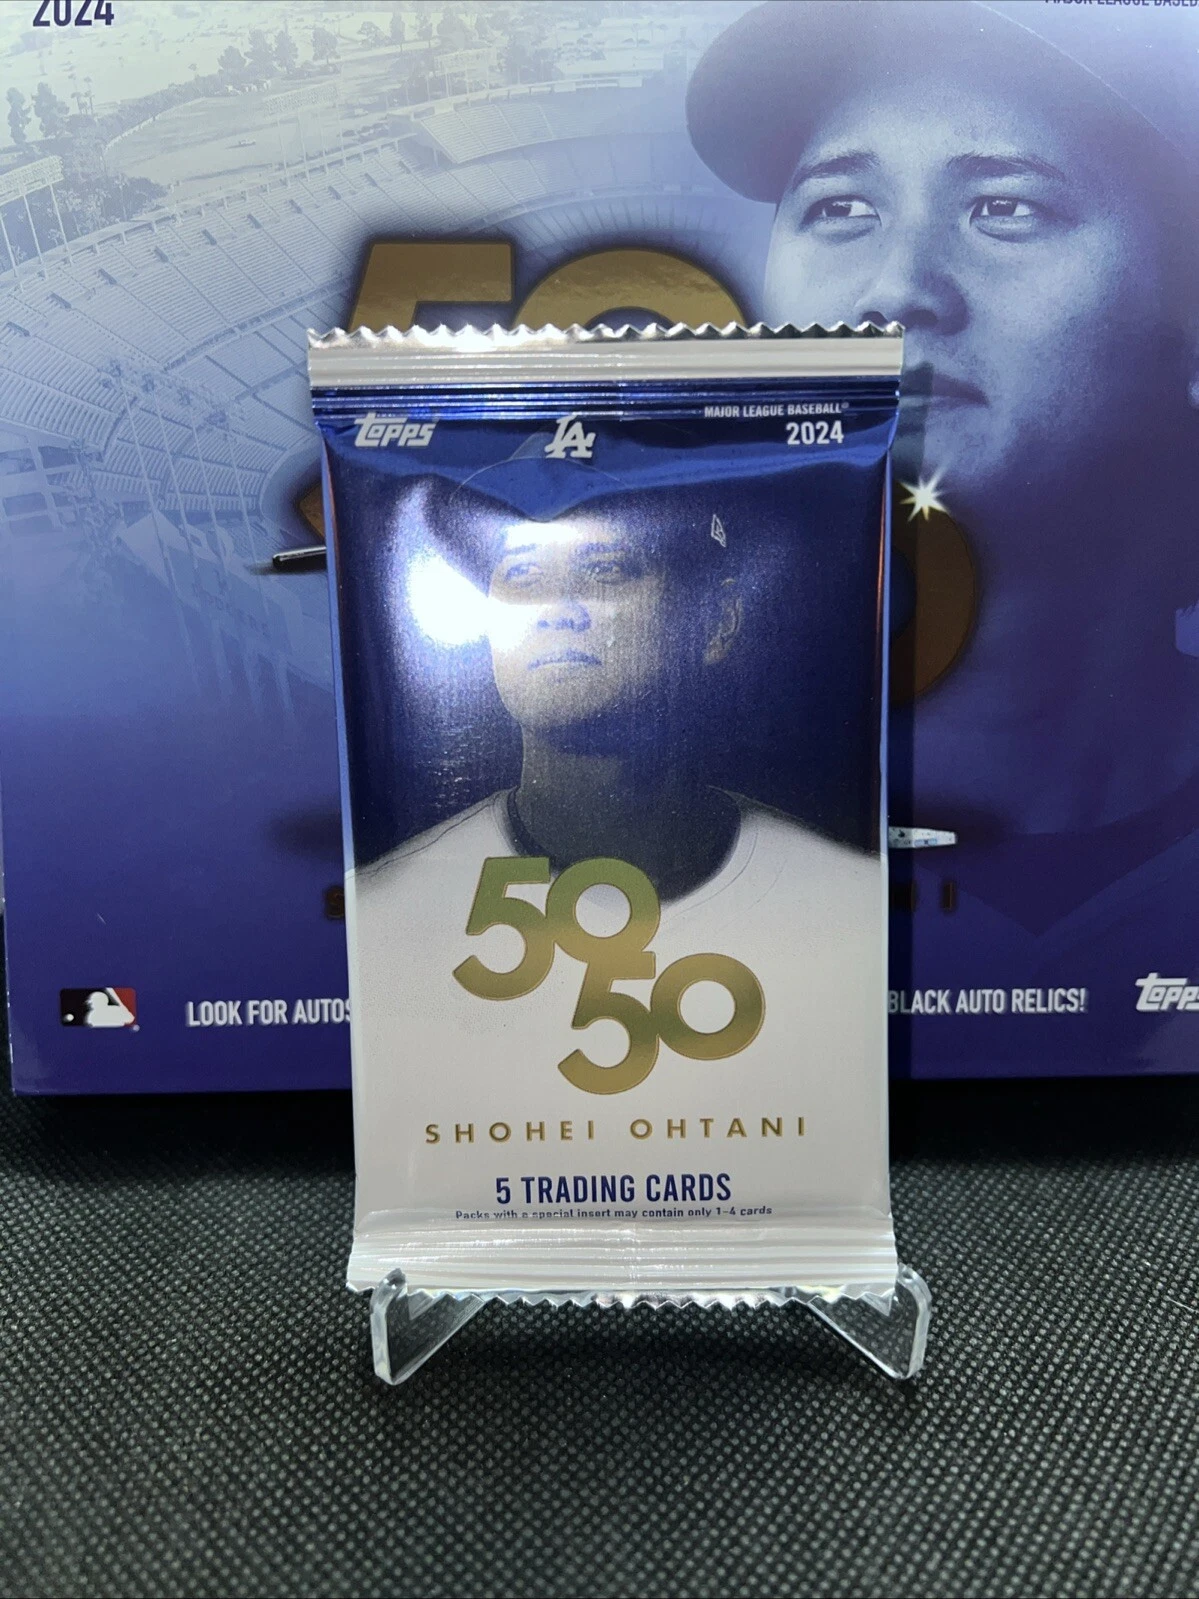 2024
TOPPS
LA
MAJOR LEAGUE BASEBALL®
2024
50
50
SHOHEI OHTANI
5 TRADING CARDS
Packs with a special insert may contain only 1-4 cards
LOOK FOR AUTOS
BLACK AUTO RELICS!
TOPPS